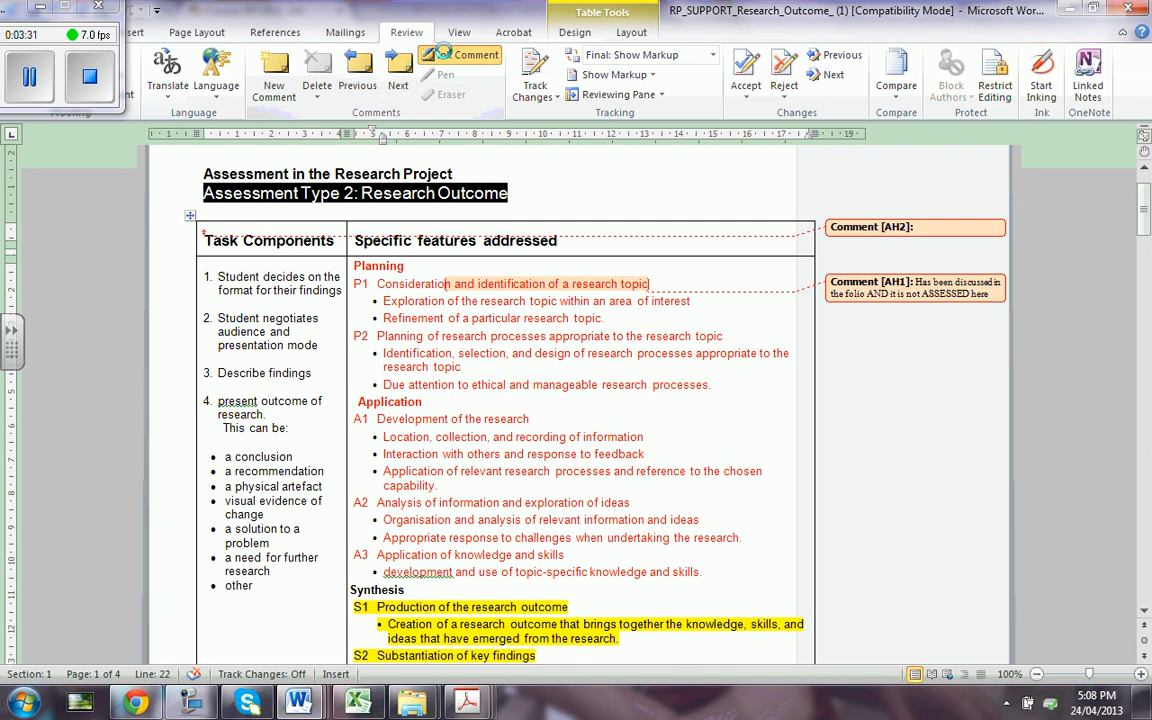 Table Tools
RP_SUPPORT_Research_Outcome_ (1) [Compatibility Mode] - Microsoft Wor...
0:03:31
7.0 fps
Page Layout
References
Mailings
Review
View
Acrobat
Design
Layout
Translate
Language
Language
New
Comment
Delete
Previous
Next
Comment
Pen
Eraser
Comments
Track
Changes
Final: Show Markup
Show Markup
Reviewing Pane
Tracking
Accept
Reject
Previous
Next
Changes
Compare
Compare
Block
Authors
Restrict
Editing
Protect
Start
Inking
Ink
Linked
Notes
OneNote
Assessment in the Research Project
Assessment Type 2: Research Outcome
Task Components
Specific features addressed
1. Student decides on the
format for their findings
2. Student negotiates
audience and
presentation mode
3. Describe findings
4. present outcome of
research.
This can be:
• a conclusion
• a recommendation
• a physical artefact
• visual evidence of
change
• a solution to a
problem
• a need for further
research
• other
Planning
P1 Consideration and identification of a research topic
• Exploration of the research topic within an area of interest
• Refinement of a particular research topic.
P2 Planning of research processes appropriate to the research topic
• Identification, selection, and design of research processes appropriate to the
research topic
• Due attention to ethical and manageable research processes.
Application
A1 Development of the research
• Location, collection, and recording of information
• Interaction with others and response to feedback
• Application of relevant research processes and reference to the chosen
capability.
A2 Analysis of information and exploration of ideas
• Organisation and analysis of relevant information and ideas
• Appropriate response to challenges when undertaking the research.
A3 Application of knowledge and skills
• development and use of topic-specific knowledge and skills.
Synthesis
S1 Production of the research outcome
• Creation of a research outcome that brings together the knowledge, skills, and
ideas that have emerged from the research.
S2 Substantiation of key findings
Comment [AH2]:
Comment [AH1]: Has been discussed in
the folio AND it is not ASSESSED here
Section: 1
Page: 1 of 4
Line: 22
Track Changes: Off
Insert
100%
5:08 PM
24/04/2013